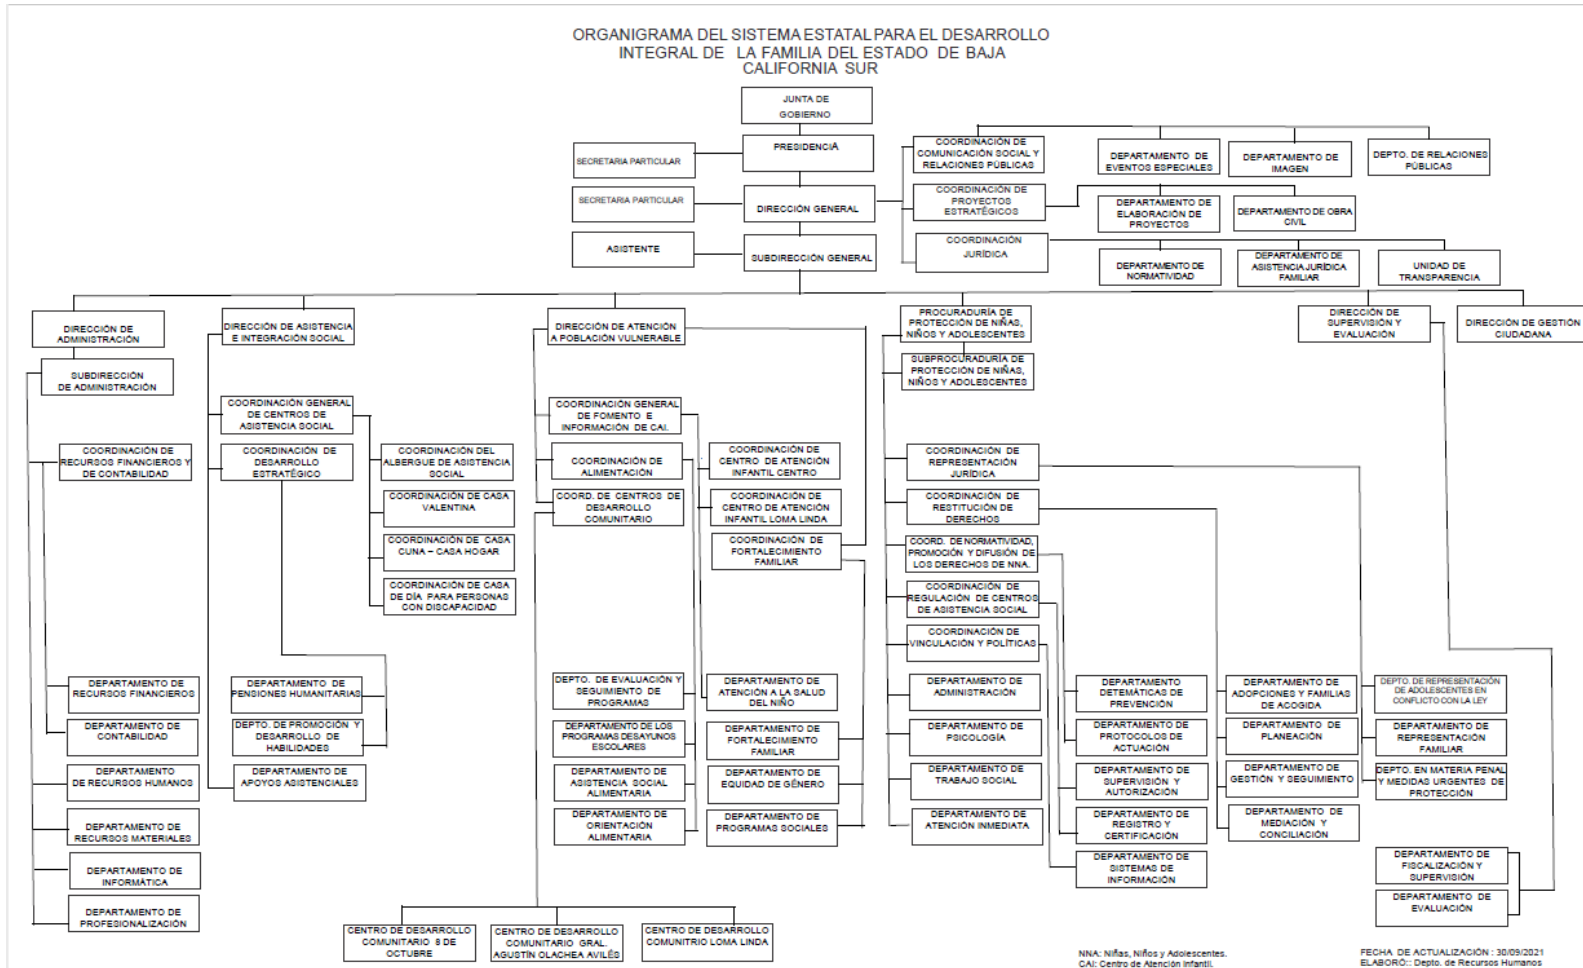 ORGANIGRAMA DEL SISTEMA ESTATAL PARA EL DESARROLLO
INTEGRAL DE LA FAMILIA DEL ESTADO DE BAJA
CALIFORNIA SUR
JUNTA DE
GOBIERNO
SECRETARIA PARTICULAR
PRESIDENCIA
SECRETARIA PARTICULAR
DIRECCIÓN GENERAL
ASISTENTE
SUBDIRECCIÓN GENERAL
COORDINACIÓN DE
COMUNICACIÓN SOCIAL Y
RELACIONES PÚBLICAS
DEPARTAMENTO DE
EVENTOS ESPECIALES
DEPARTAMENTO DE
IMAGEN
DEPTO. DE RELACIONES
PÚBLICAS
COORDINACIÓN DE
PROYECTOS
ESTRATÉGICOS
DEPARTAMENTO DE
ELABORACIÓN DE
PROYECTOS
DEPARTAMENTO DE OBRA
CIVIL
COORDINACIÓN
JURÍDICA
DEPARTAMENTO DE
NORMATIVIDAD
DEPARTAMENTO DE
ASISTENCIA JURÍDICA
FAMILIAR
UNIDAD DE
TRANSPARENCIA
DIRECCIÓN DE
ADMINISTRACIÓN
SUBDIRECCIÓN
DE ADMINISTRACIÓN
COORDINACIÓN DE
RECURSOS FINANCIEROS Y
DE CONTABILIDAD
DEPARTAMENTO DE
RECURSOS FINANCIEROS
DEPARTAMENTO DE
CONTABILIDAD
DEPARTAMENTO
DE RECURSOS HUMANOS
DEPARTAMENTO DE
RECURSOS MATERIALES
DEPARTAMENTO DE
INFORMÁTICA
DEPARTAMENTO DE
PROFESIONALIZACIÓN
DIRECCIÓN DE ASISTENCIA
E INTEGRACIÓN SOCIAL
COORDINACIÓN GENERAL
DE CENTROS DE
ASISTENCIA SOCIAL
COORDINACIÓN DE
DESARROLLO
ESTRATÉGICO
COORDINACIÓN DEL
ALBERGUE DE ASISTENCIA
SOCIAL
COORDINACIÓN DE CASA
VALENTINA
COORDINACIÓN DE CASA
CUNA – CASA HOGAR
COORDINACIÓN DE CASA
DE DÍA PARA PERSONAS
CON DISCAPACIDAD
DEPARTAMENTO DE
PENSIONES HUMANITARIAS
DEPTO. DE PROMOCIÓN Y
DESARROLLO DE
HABILIDADES
DEPARTAMENTO DE
APOYOS ASISTENCIALES
DIRECCIÓN DE ATENCIÓN
A POBLACIÓN VULNERABLE
COORDINACIÓN GENERAL
DE FOMENTO E
INFORMACIÓN DE CAI.
COORDINACIÓN DE
ALIMENTACIÓN
COORD. DE CENTROS DE
DESARROLLO
COMUNITARIO
COORDINACIÓN DE
CENTRO DE ATENCIÓN
INFANTIL CENTRO
COORDINACIÓN DE
CENTRO DE ATENCIÓN
INFANTIL LOMA LINDA
COORDINACIÓN DE
FORTALECIMIENTO
FAMILIAR
DEPTO. DE EVALUACIÓN Y
SEGUIMIENTO DE
PROGRAMAS
DEPARTAMENTO DE LOS
PROGRAMAS DESAYUNOS
ESCOLARES
DEPARTAMENTO DE
ASISTENCIA SOCIAL
ALIMENTARIA
DEPARTAMENTO DE
ORIENTACIÓN
ALIMENTARIA
DEPARTAMENTO DE
ATENCIÓN A LA SALUD
DEL NIÑO
DEPARTAMENTO DE
FORTALECIMIENTO
FAMILIAR
DEPARTAMENTO DE
EQUIDAD DE GÉNERO
DEPARTAMENTO DE
PROGRAMAS SOCIALES
CENTRO DE DESARROLLO
COMUNITARIO 8 DE
OCTUBRE
CENTRO DE DESARROLLO
COMUNITARIO GRAL.
AGUSTÍN OLACHEA AVILÉS
CENTRO DE DESARROLLO
COMUNITRIO LOMA LINDA
PROCURADURÍA DE
PROTECCIÓN DE NIÑAS,
NIÑOS Y ADOLESCENTES
SUBPROCURADURÍA DE
PROTECCIÓN DE NIÑAS,
NIÑOS Y ADOLESCENTES
COORDINACIÓN DE
REPRESENTACIÓN
JURÍDICA
COORDINACIÓN DE
RESTITUCIÓN DE
DERECHOS
COORD. DE NORMATIVIDAD,
PROMOCIÓN Y DIFUSIÓN DE
LOS DERECHOS DE NNA.
COORDINACIÓN DE
REGULACIÓN DE CENTROS
DE ASISTENCIA SOCIAL
COORDINACIÓN DE
VINCULACIÓN Y POLÍTICAS
DEPARTAMENTO DE
ADMINISTRACIÓN
DEPARTAMENTO DE
PSICOLOGÍA
DEPARTAMENTO DE
TRABAJO SOCIAL
DEPARTAMENTO DE
ATENCIÓN INMEDIATA
DEPARTAMENTO
DETEMÁTICAS DE
PREVENCIÓN
DEPARTAMENTO DE
PROTOCOLOS DE
ACTUACIÓN
DEPARTAMENTO DE
SUPERVISIÓN Y
AUTORIZACIÓN
DEPARTAMENTO DE
REGISTRO Y
CERTIFICACIÓN
DEPARTAMENTO DE
SISTEMAS DE
INFORMACIÓN
DEPARTAMENTO DE
ADOPCIONES Y FAMILIAS
DE ACOGIDA
DEPARTAMENTO DE
PLANEACIÓN
DEPARTAMENTO DE
GESTIÓN Y SEGUIMIENTO
DEPARTAMENTO DE
MEDIACIÓN Y
CONCILIACIÓN
DEPTO. DE REPRESENTACIÓN
DE ADOLESCENTES EN
CONFLICTO CON LA LEY
DEPARTAMENTO DE
REPRESENTACIÓN
FAMILIAR
DEPTO. EN MATERIA PENAL
Y MEDIDAS URGENTES DE
PROTECCIÓN
DIRECCIÓN DE
SUPERVISIÓN Y
EVALUACIÓN
DEPARTAMENTO DE
FISCALIZACIÓN Y
SUPERVISIÓN
DEPARTAMENTO DE
EVALUACIÓN
DIRECCIÓN DE GESTIÓN
CIUDADANA
NNA: Niñas, Niños y Adolescentes.
CAI: Centro de Atención Infantil.
FECHA DE ACTUALIZACIÓN : 30/09/2021
ELABORÓ:: Depto. de Recursos Humanos